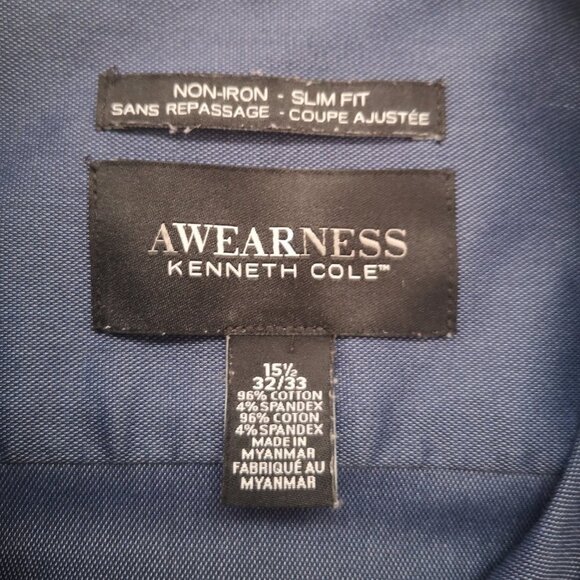 NON-IRON - SLIM FIT
SANS REPASSAGE - COUPE AJUSTÉE
AWEARNESS
KENNETH COLE™
15½
32/33
96% COTTON
4% SPANDEX
96% COTON
4% SPANDEX
MADE IN
MYANMAR
FABRIQUÉ AU
MYANMAR